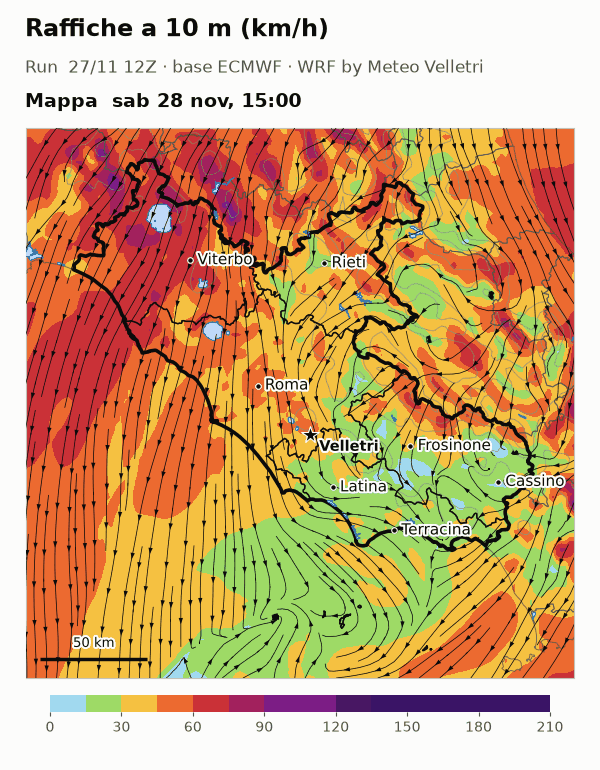 Raffiche a 10 m (km/h)
Run  27/11 12Z · base ECMWF · WRF by Meteo Velletri
Mappa  sab 28 nov, 15:00
Viterbo
Rieti
Roma
Velletri
Frosinone
Latina
Cassino
Terracina
50 km
0 30 60 90 120 150 180 210